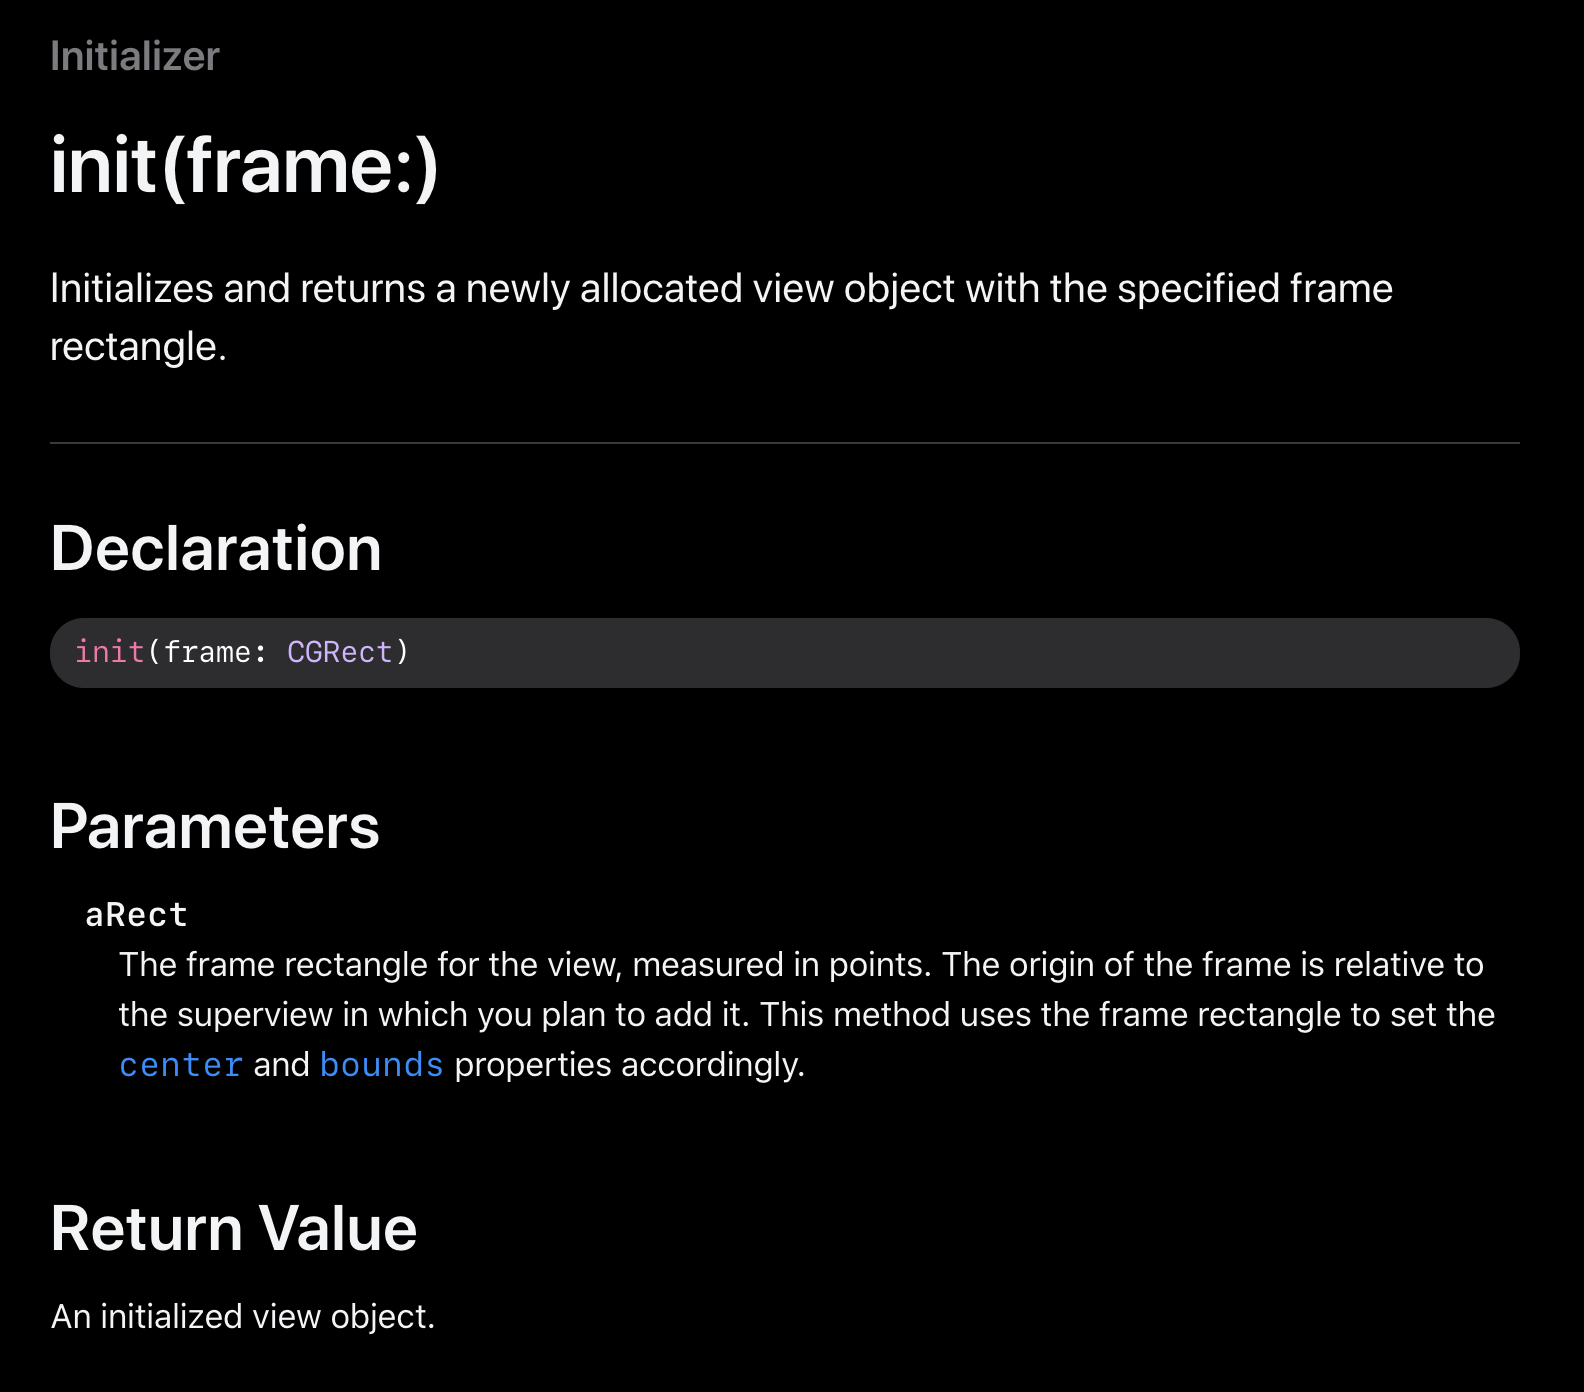 Initializer
init(frame:)
Initializes and returns a newly allocated view object with the specified frame
rectangle.
Declaration
init(frame: CGRect)
Parameters
aRect
The frame rectangle for the view, measured in points. The origin of the frame is relative to
the superview in which you plan to add it. This method uses the frame rectangle to set the
center and bounds properties accordingly.
Return Value
An initialized view object.